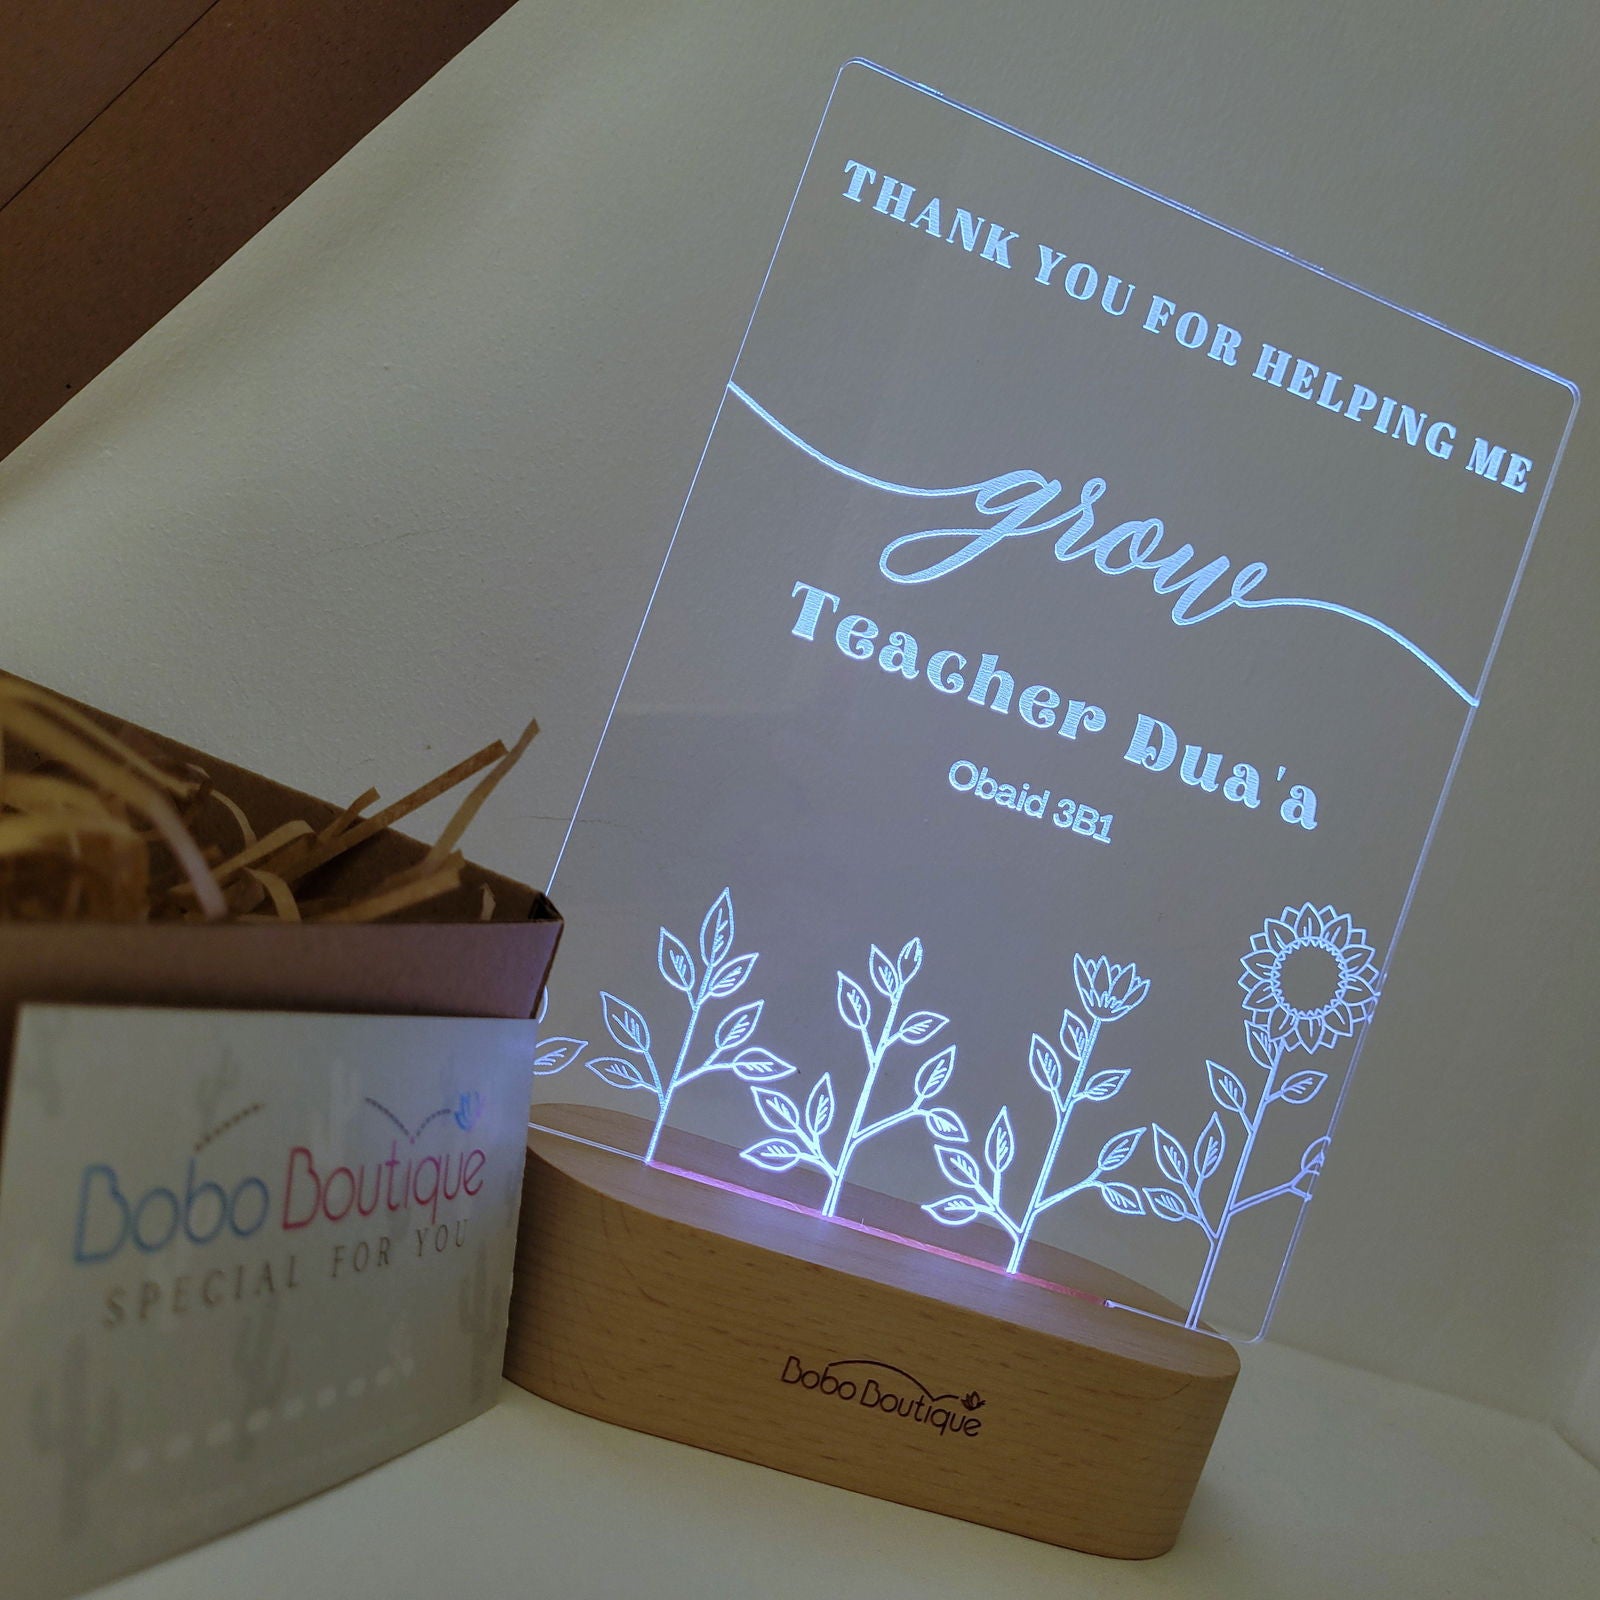 THANK YOU FOR HELPING ME
grow
Teacher Dua'a
Obaid 3B1
Bobo Boutique
SPECIAL FOR YOU
Bobo Boutique